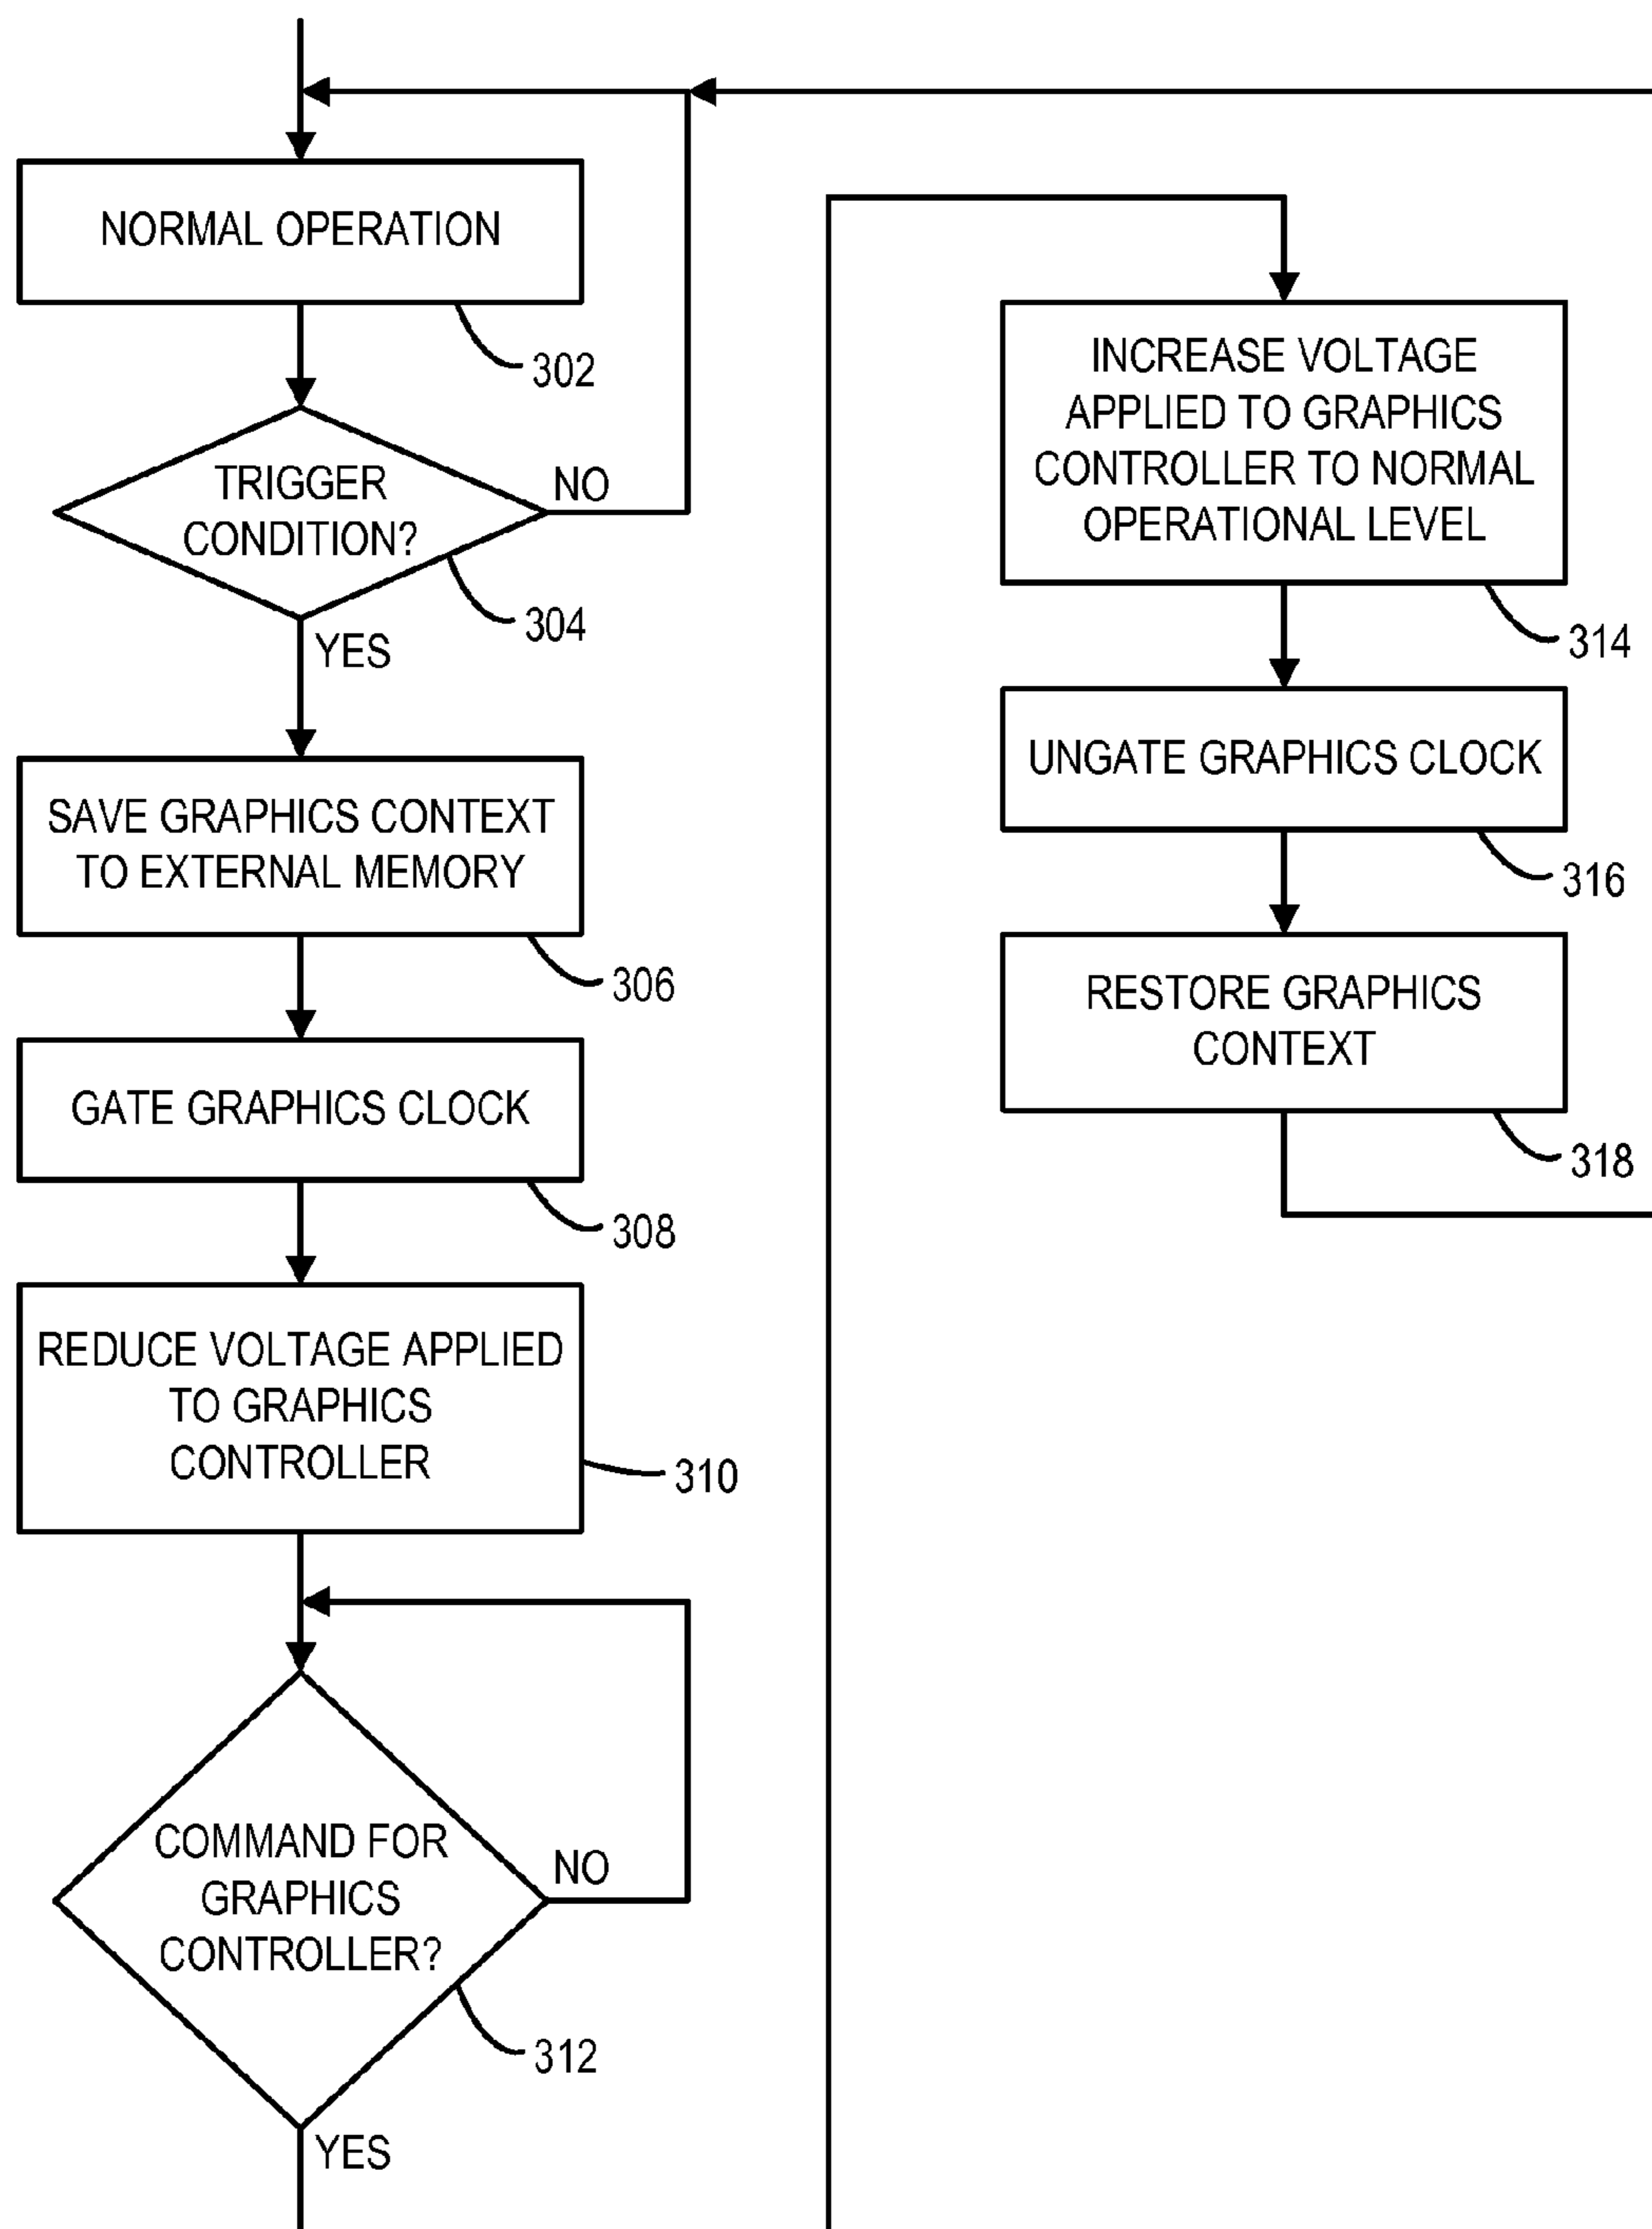 NORMAL OPERATION
302
TRIGGER
CONDITION?
NO
304
YES
SAVE GRAPHICS CONTEXT
TO EXTERNAL MEMORY
306
GATE GRAPHICS CLOCK
308
REDUCE VOLTAGE APPLIED
TO GRAPHICS
CONTROLLER
310
COMMAND FOR
GRAPHICS
CONTROLLER?
NO
312
YES
INCREASE VOLTAGE
APPLIED TO GRAPHICS
CONTROLLER TO NORMAL
OPERATIONAL LEVEL
314
UNGATE GRAPHICS CLOCK
316
RESTORE GRAPHICS
CONTEXT
318